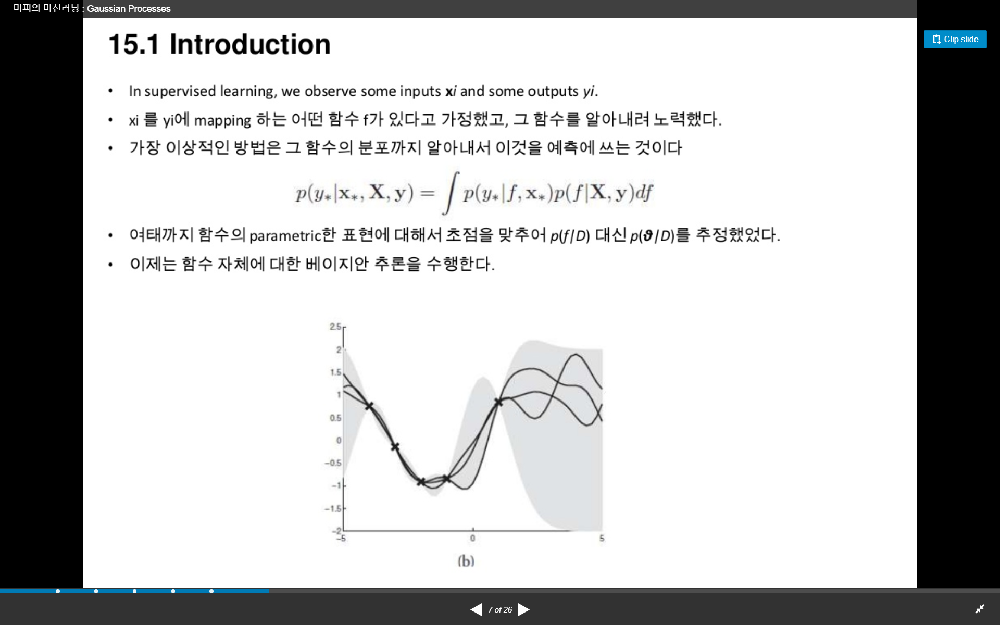 머피의 머신러닝 : Gaussian Processes
Clip slide
15.1 Introduction
• In supervised learning, we observe some inputs xi and some outputs yi.
• xi 를 yi에 mapping 하는 어떤 함수 f가 있다고 가정했고, 그 함수를 알아내려 노력했다.
• 가장 이상적인 방법은 그 함수의 분포까지 알아내서 이것을 예측에 쓰는 것이다
p(y∗|x∗, X, y) = ∫ p(y∗|f, x∗)p(f|X, y)df
• 여태까지 함수의 parametric한 표현에 대해서 초점을 맞추어 p(f|D) 대신 p(ϑ|D)를 추정했었다.
• 이제는 함수 자체에 대한 베이지안 추론을 수행한다.
2.5
2
1.5
1
0.5
0
−0.5
−1
−1.5
−2
−5 0 5
(b)
7 of 26